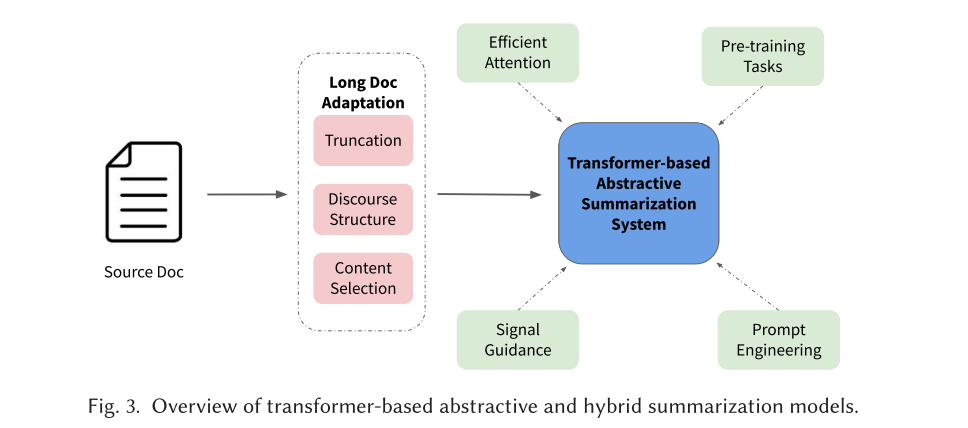 Efficient
Attention
Pre-training
Tasks
Long Doc
Adaptation
Truncation
Discourse
Structure
Content
Selection
Source Doc
Transformer-based
Abstractive
Summarization
System
Signal
Guidance
Prompt
Engineering
Fig. 3. Overview of transformer-based abstractive and hybrid summarization models.